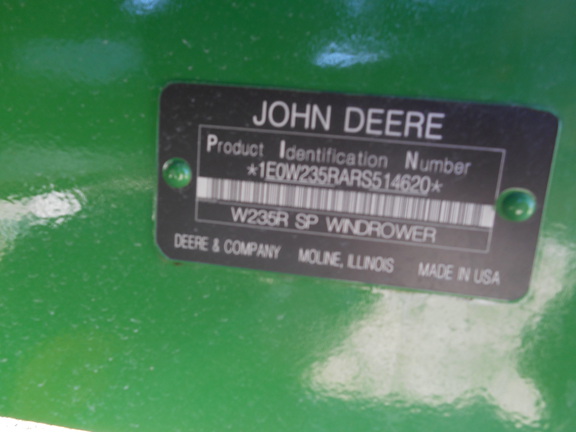 JOHN DEERE
Product Identification Number
*1E0W235RARS514620*
W235R SP WINDROWER
DEERE & COMPANY MOLINE, ILLINOIS MADE IN USA